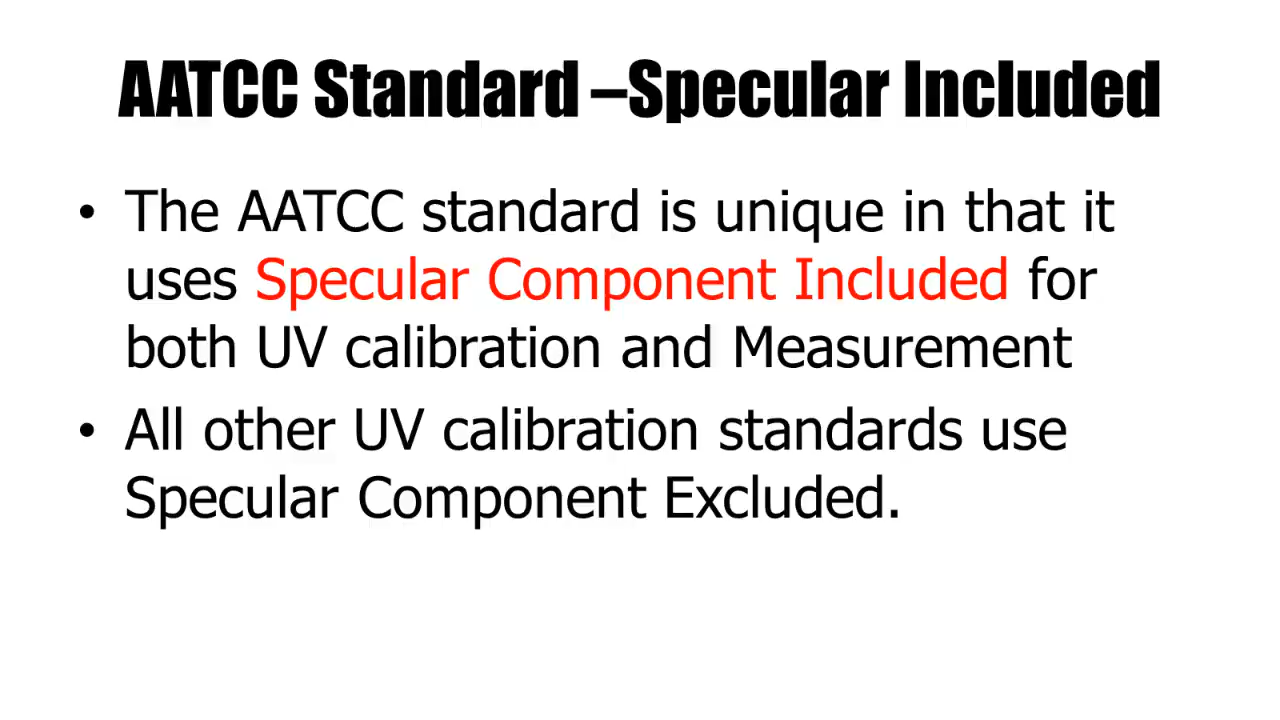 AATCC Standard –Specular Included
• The AATCC standard is unique in that it
uses Specular Component Included for
both UV calibration and Measurement
• All other UV calibration standards use
Specular Component Excluded.